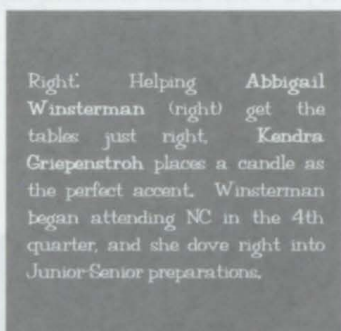 Right: Helping Abbigail
Winsterman (right) get the
tables just right, Kendra
Griepenstroh places a candle as
the perfect accent. Winsterman
began attending NC in the 4th
quarter, and she dove right into
Junior-Senior preparations.